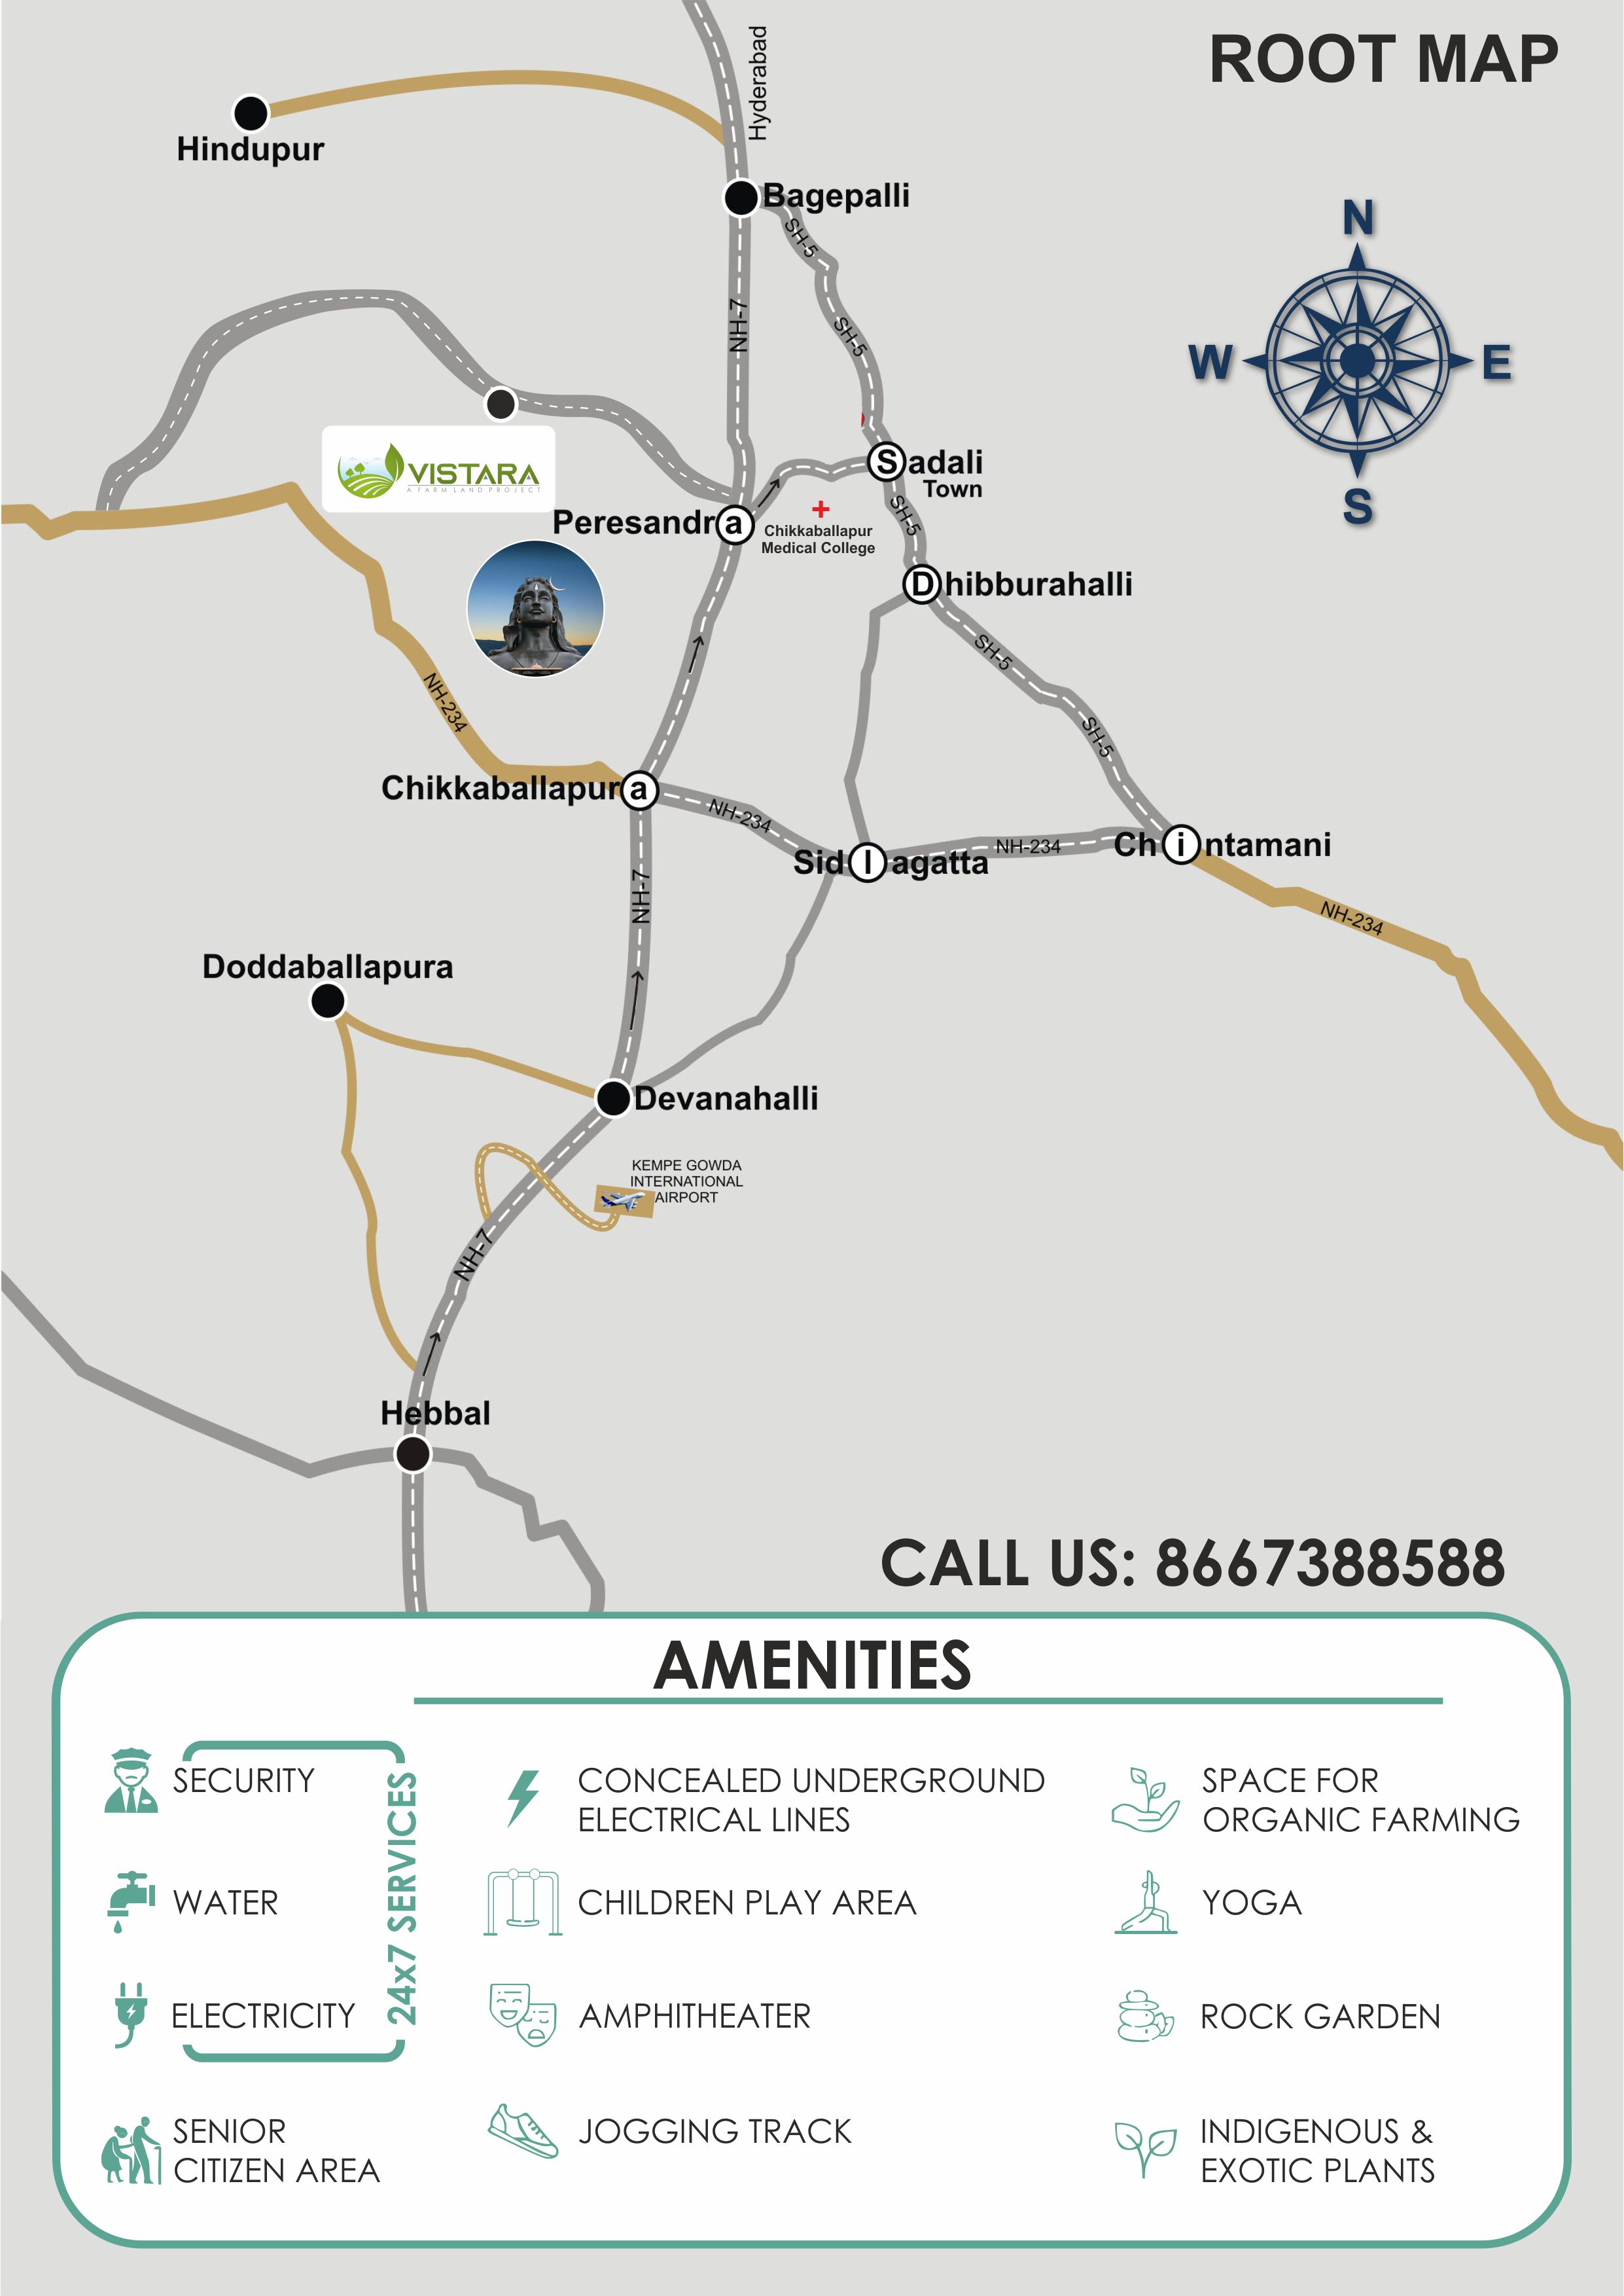 ROOT MAP
Hyderabad
Hindupur
Bagepalli
SH-5
N
NH-7
SH-5
W
E
Sadali
Town
VISTARA
A FARM LAND PROJECT
S
SH-5
Peresandra
Chikkaballapur
Medical College
Dhibburahalli
SH-5
NH-234
SH-5
Chikkaballapura
NH-234
NH-234
Chintamani
Sidlagatta
NH-7
NH-234
Doddaballapura
Devanahalli
KEMPE GOWDA
INTERNATIONAL
AIRPORT
NH-7
Hebbal
CALL US: 8667388588
AMENITIES
SECURITY
WATER
ELECTRICITY
24x7 SERVICES
SENIOR
CITIZEN AREA
CONCEALED UNDERGROUND
ELECTRICAL LINES
CHILDREN PLAY AREA
AMPHITHEATER
JOGGING TRACK
SPACE FOR
ORGANIC FARMING
YOGA
ROCK GARDEN
INDIGENOUS &
EXOTIC PLANTS